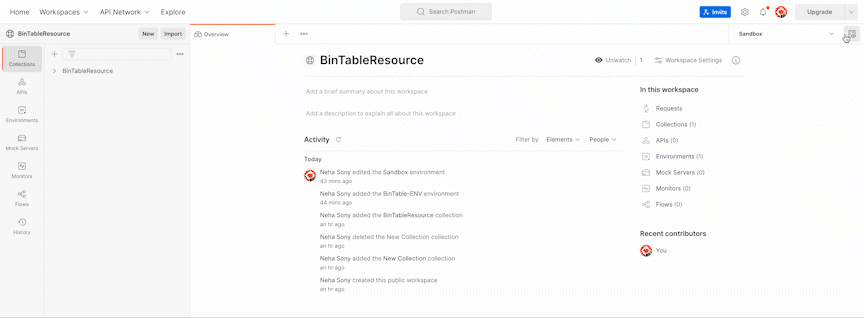 Home Workspaces API Network Explore Search Postman Invite Upgrade
BinTableResource New Import Overview Sandbox
Collections
BinTableResource
APIs
Environments
Mock Servers
Monitors
Flows
History
BinTableResource Unwatch 1 Workspace Settings
Add a brief summary about this workspace
Add a description to explain all about this workspace
Activity Filter by Elements People
Today
Neha Sony edited the Sandbox environment
43 mins ago
Neha Sony added the BinTable-ENV environment
44 mins ago
Neha Sony added the BinTableResource collection
an hr ago
Neha Sony deleted the New Collection collection
an hr ago
Neha Sony added the New Collection collection
an hr ago
Neha Sony created this public workspace
an hr ago
In this workspace
Requests
Collections (1)
APIs (0)
Environments (1)
Mock Servers (0)
Monitors (0)
Flows (0)
Recent contributors
You